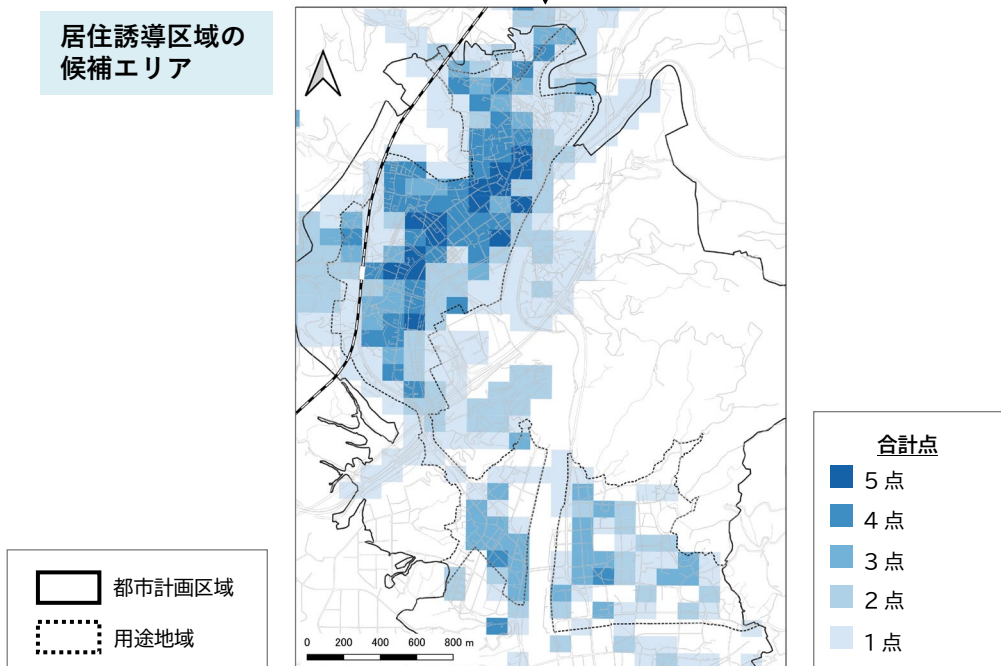 居住誘導区域の
候補エリア
合計点
5点
4点
3点
2点
1点
都市計画区域
用途地域
0 200 400 600 800 m